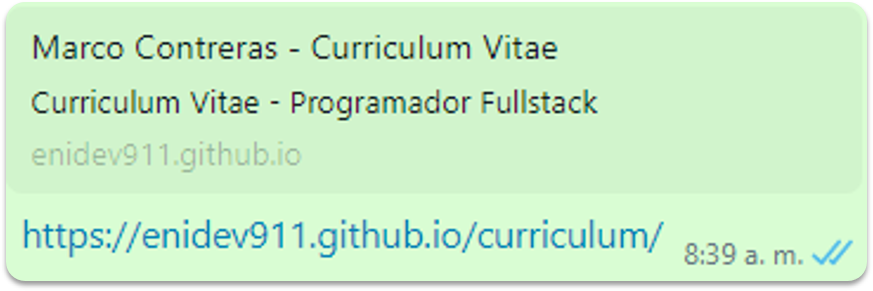 Marco Contreras - Curriculum Vitae
Curriculum Vitae - Programador Fullstack
enidev911.github.io
https://enidev911.github.io/curriculum/
8:39 a. m.